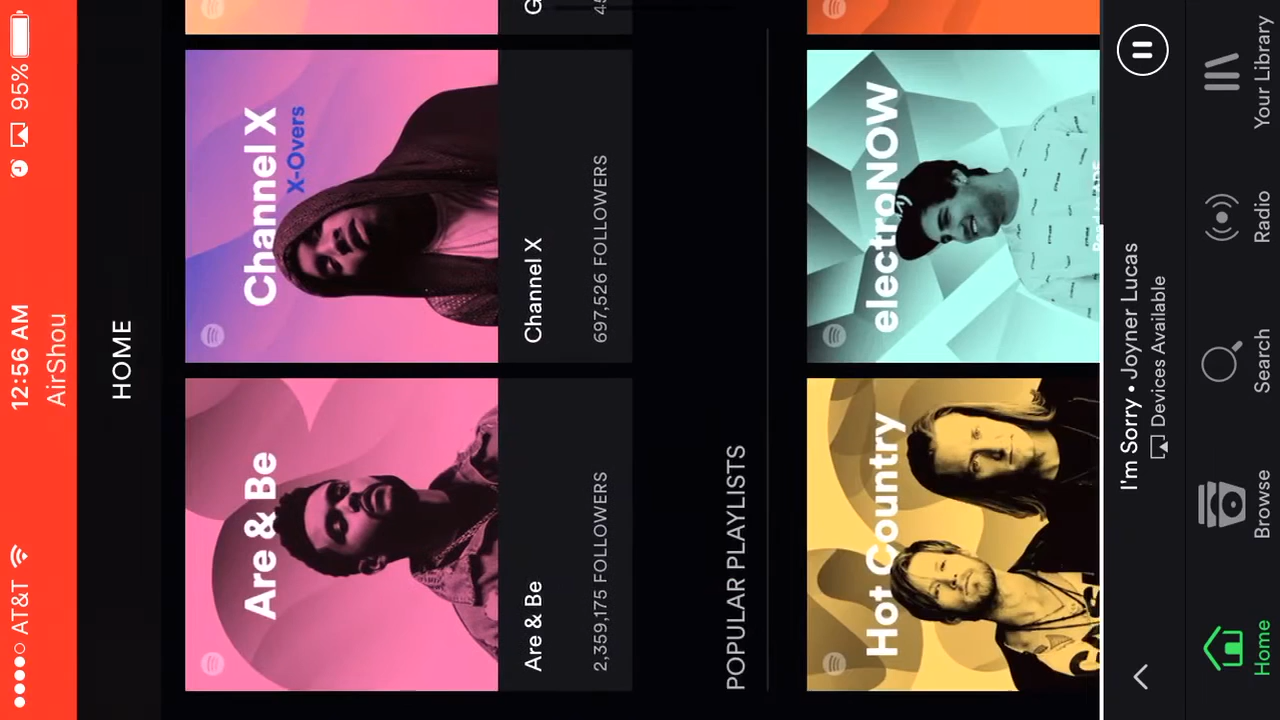 AT&T
12:56 AM
95%
AirShou
HOME
Are & Be
Channel X
X-Overs
Are & Be
Channel X
2,359,175 FOLLOWERS
697,526 FOLLOWERS
POPULAR PLAYLISTS
Hot Country
electroNOW
I'm Sorry • Joyner Lucas
Devices Available
Home
Browse
Search
Radio
Your Library